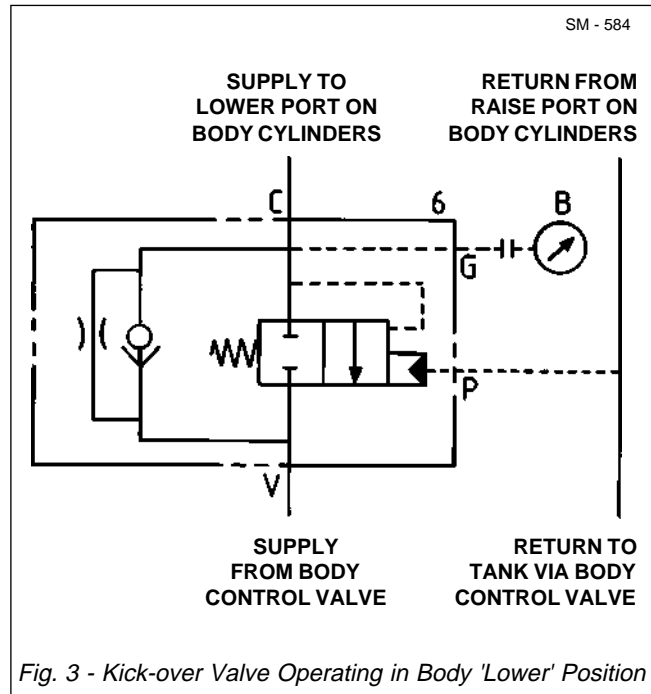 SM - 584
SUPPLY TO
LOWER PORT ON
BODY CYLINDERS
RETURN FROM
RAISE PORT ON
BODY CYLINDERS
C
6
B
G
P
V
SUPPLY
FROM BODY
CONTROL VALVE
RETURN TO
TANK VIA BODY
CONTROL VALVE
Fig. 3 - Kick-over Valve Operating in Body 'Lower' Position